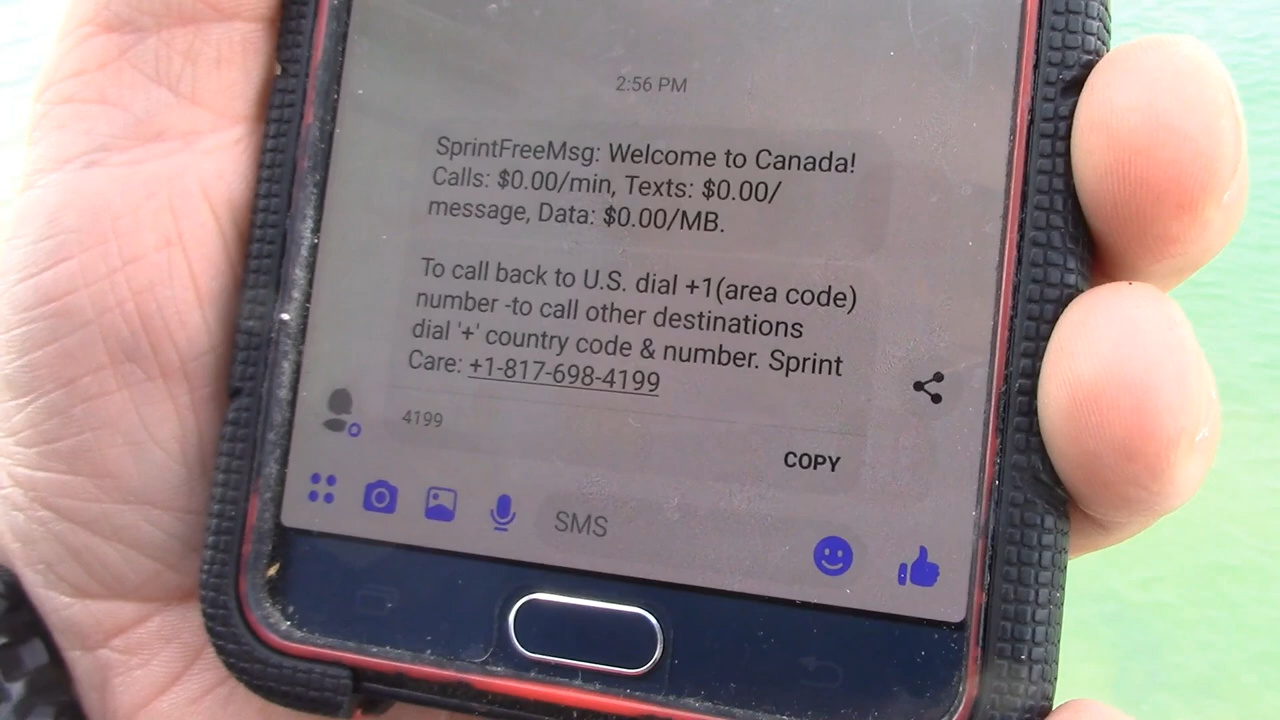 2:56 PM
SprintFreeMsg: Welcome to Canada!
Calls: $0.00/min, Texts: $0.00/
message, Data: $0.00/MB.
To call back to U.S. dial +1(area code)
number -to call other destinations
dial '+' country code & number. Sprint
Care: +1-817-698-4199
4199
COPY
SMS